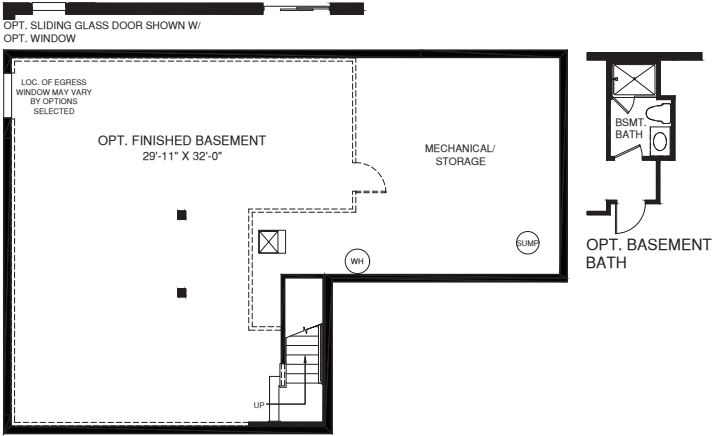 OPT. SLIDING GLASS DOOR SHOWN W/
OPT. WINDOW
LOC. OF EGRESS
WINDOW MAY VARY
BY OPTIONS
SELECTED
OPT. FINISHED BASEMENT
29'-11" X 32'-0"
MECHANICAL/
STORAGE
BSMT.
BATH
SUMP
WH
OPT. BASEMENT
BATH
UP